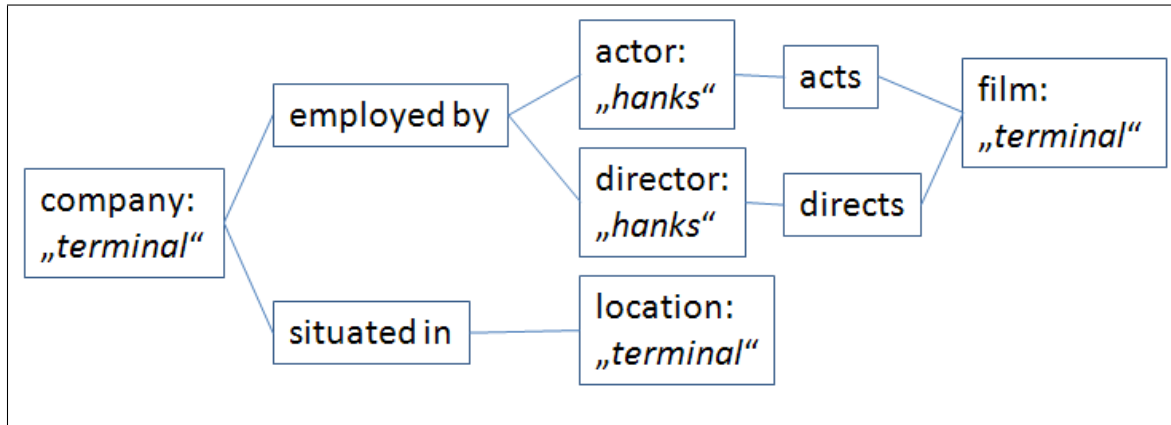 company:
„terminal“
employed by
situated in
actor:
„hanks“
director:
„hanks“
location:
„terminal“
acts
directs
film:
„terminal“